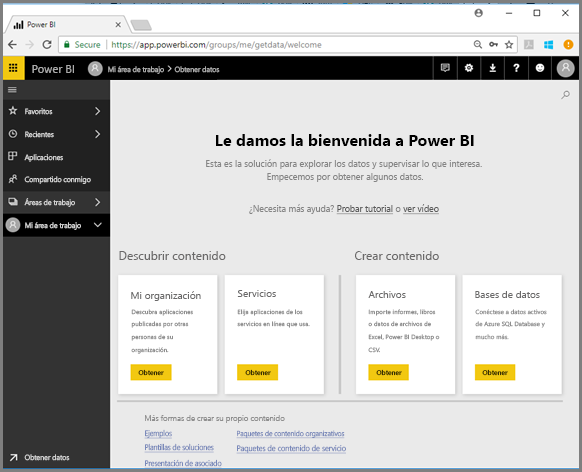 Power BI
Secure https://app.powerbi.com/groups/me/getdata/welcome
Power BI Mi área de trabajo > Obtener datos
Favoritos
Recientes
Aplicaciones
Compartido conmigo
Áreas de trabajo
Mi área de trabajo
Le damos la bienvenida a Power BI
Esta es la solución para explorar los datos y supervisar lo que interesa.
Empecemos por obtener algunos datos.
¿Necesita más ayuda? Probar tutorial o ver vídeo
Descubrir contenido
Mi organización
Descubra aplicaciones
publicadas por otras
personas de su
organización.
Obtener
Servicios
Elija aplicaciones de los
servicios en línea que usa.
Obtener
Crear contenido
Archivos
Importe informes, libros
o datos de archivos de
Excel, Power BI Desktop o
CSV.
Obtener
Bases de datos
Conéctese a datos activos
de Azure SQL Database y
mucho más.
Obtener
Más formas de crear su propio contenido
Ejemplos
Paquetes de contenido organizativos
Plantillas de soluciones
Paquetes de contenido de servicio
Presentación de asociado
Obtener datos